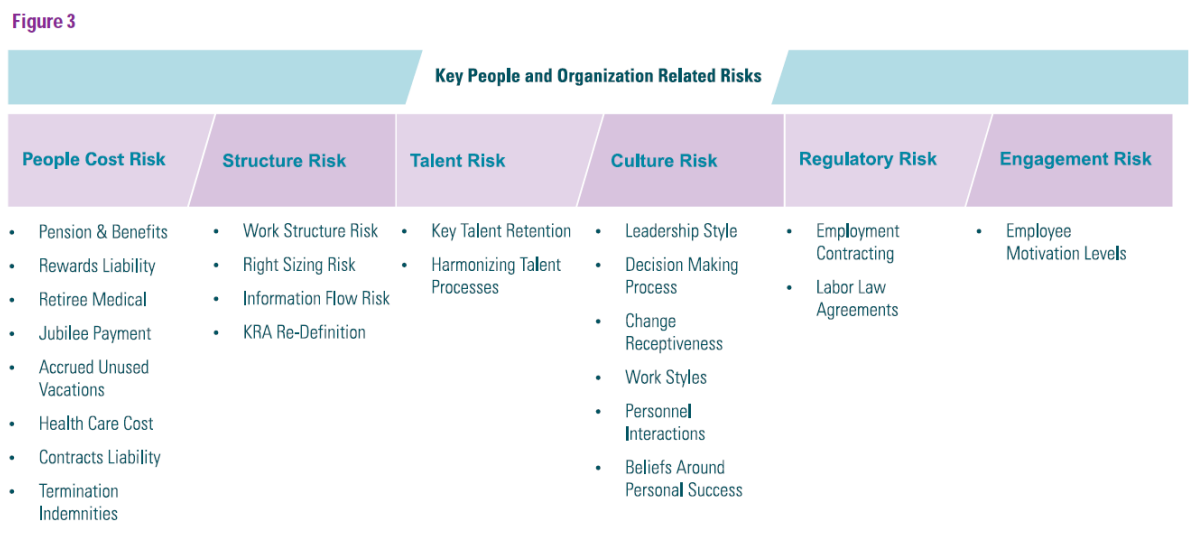 Figure 3
Key People and Organization Related Risks
People Cost Risk
Structure Risk
Talent Risk
Culture Risk
Regulatory Risk
Engagement Risk
• Pension & Benefits
• Rewards Liability
• Retiree Medical
• Jubilee Payment
• Accrued Unused
Vacations
• Health Care Cost
• Contracts Liability
• Termination
Indemnities
• Work Structure Risk
• Right Sizing Risk
• Information Flow Risk
• KRA Re-Definition
• Key Talent Retention
• Harmonizing Talent
Processes
• Leadership Style
• Decision Making
Process
• Change
Receptiveness
• Work Styles
• Personnel
Interactions
• Beliefs Around
Personal Success
• Employment
Contracting
• Labor Law
Agreements
• Employee
Motivation Levels